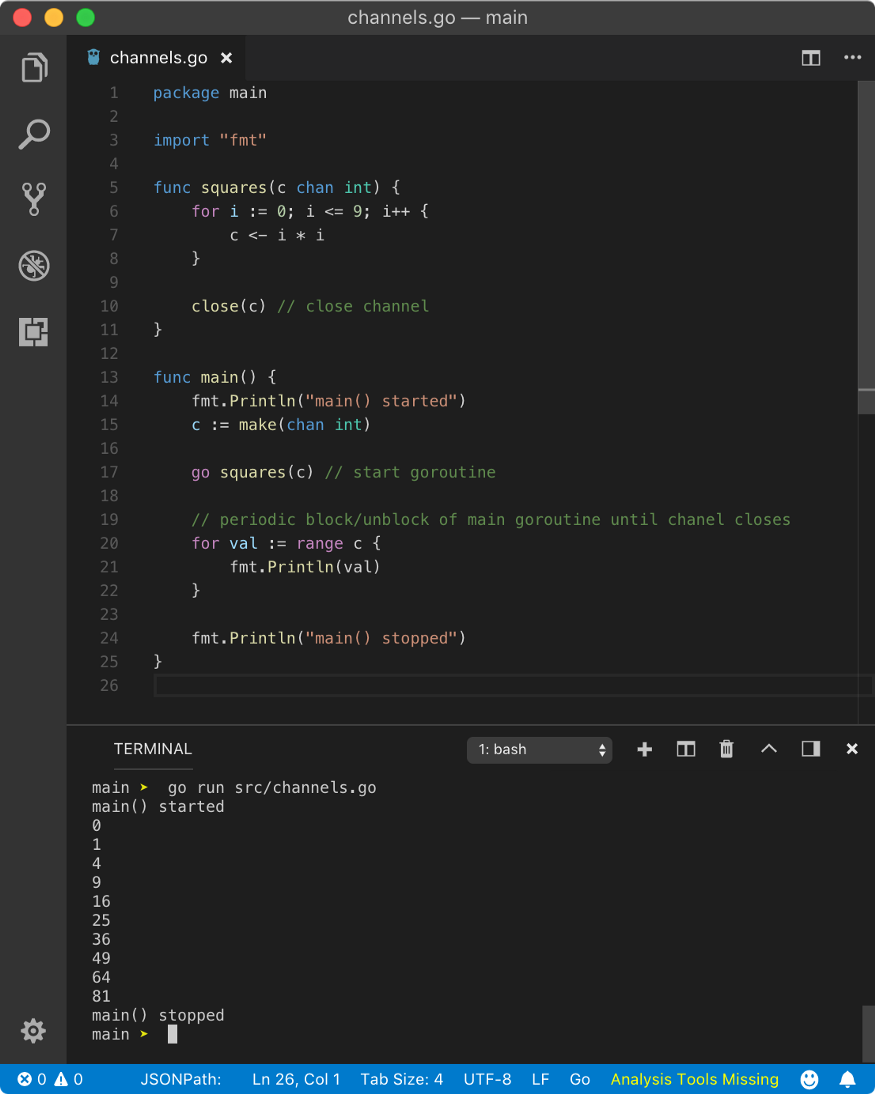 channels.go — main
channels.go
1 package main
2
3 import "fmt"
4
5 func squares(c chan int) {
6     for i := 0; i <= 9; i++ {
7         c <- i * i
8     }
9
10     close(c) // close channel
11 }
12
13 func main() {
14     fmt.Println("main() started")
15     c := make(chan int)
16
17     go squares(c) // start goroutine
18
19     // periodic block/unblock of main goroutine until chanel closes
20     for val := range c {
21         fmt.Println(val)
22     }
23
24     fmt.Println("main() stopped")
25 }
26
TERMINAL 1: bash
main ➤ go run src/channels.go
main() started
0
1
4
9
16
25
36
49
64
81
main() stopped
main ➤
0 0 JSONPath: Ln 26, Col 1 Tab Size: 4 UTF-8 LF Go Analysis Tools Missing